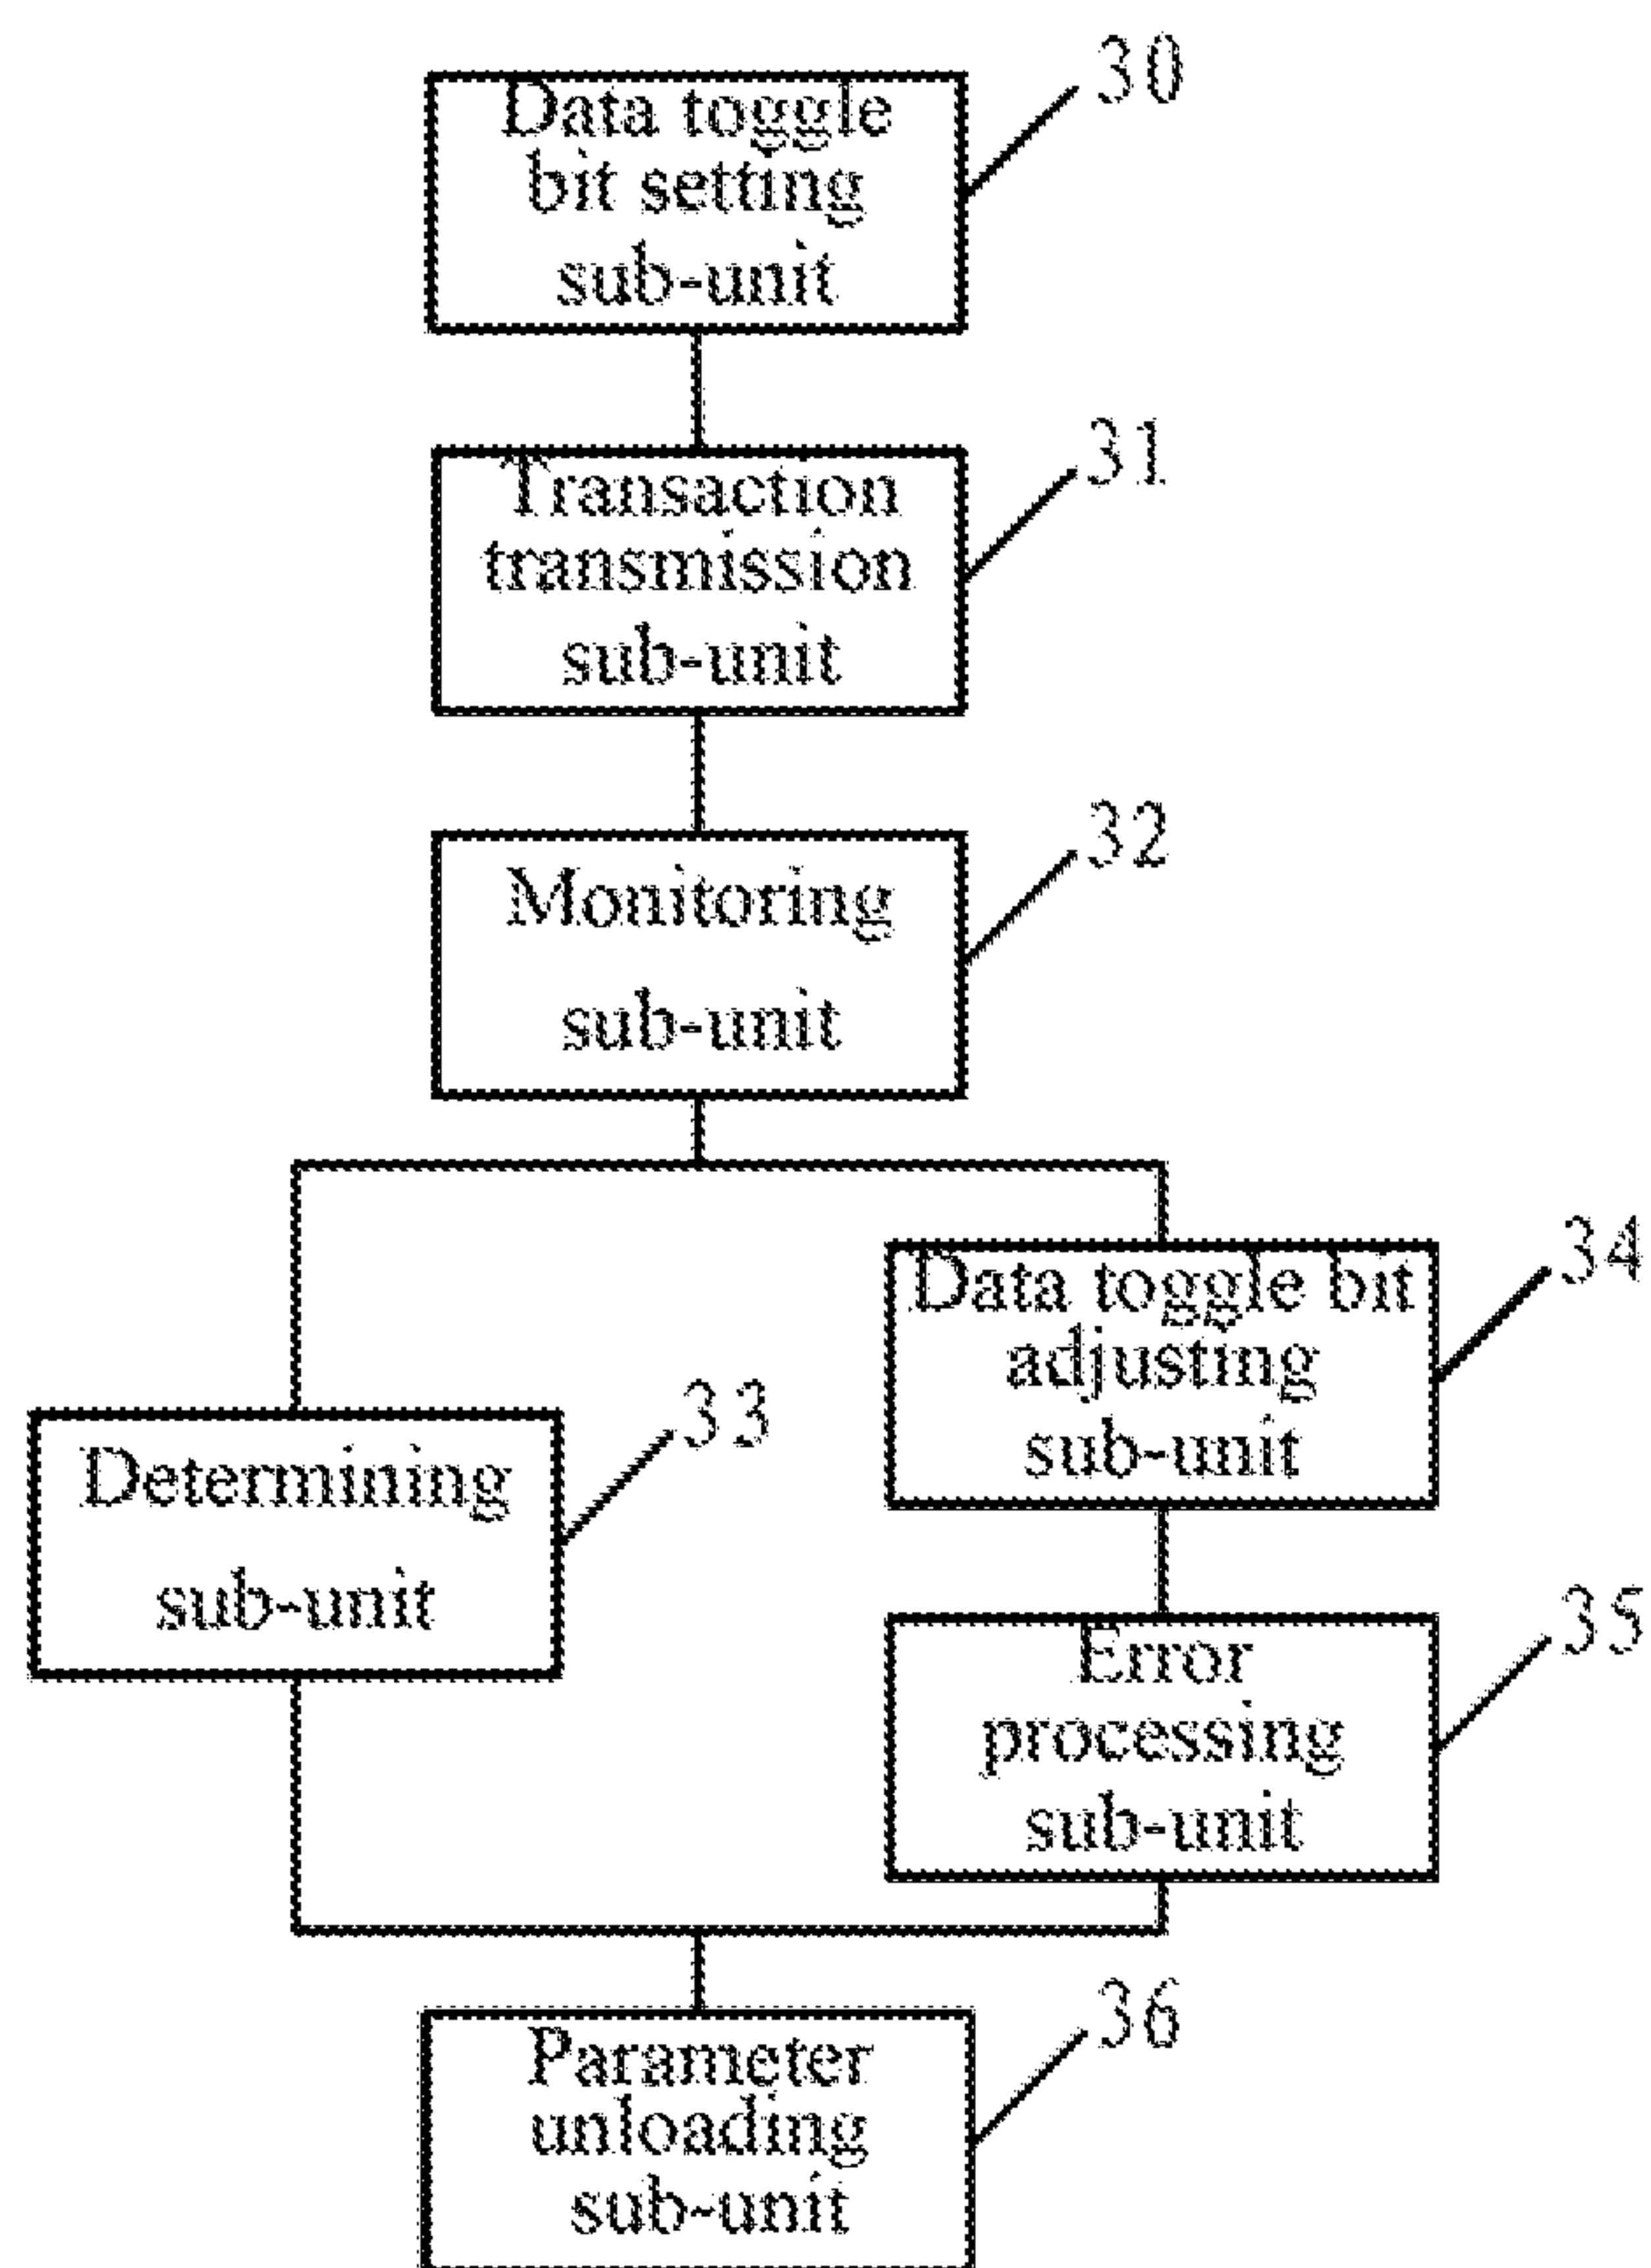 30
Data toggle
bit setting
sub-unit
31
Transaction
transmission
sub-unit
32
Monitoring
sub-unit
34
Data toggle bit
adjusting
sub-unit
33
Determining
sub-unit
35
Error
processing
sub-unit
36
Parameter
unloading
sub-unit